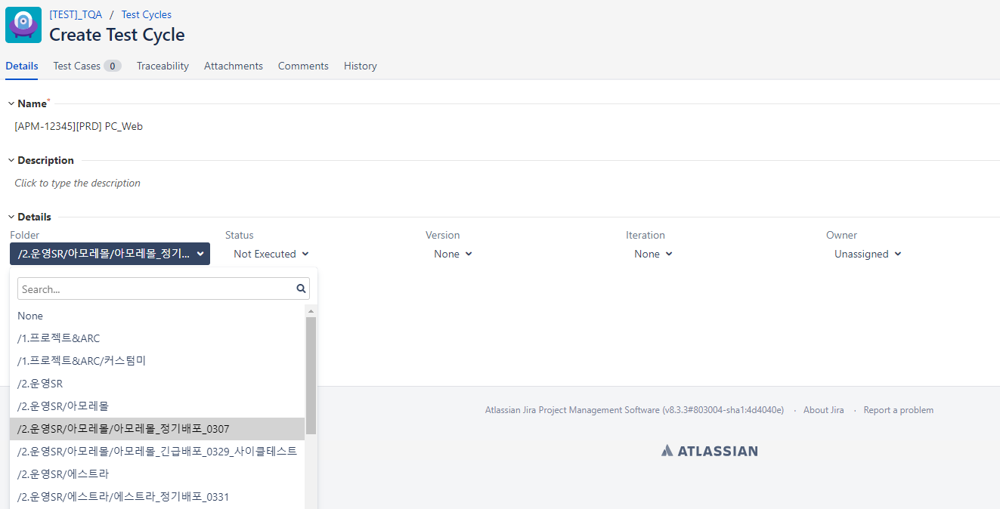 [TEST]_TQA / Test Cycles
Create Test Cycle
Details Test Cases 0 Traceability Attachments Comments History
Name*
[APM-12345][PRD] PC_Web
Description
Click to type the description
Details
Folder Status Version Iteration Owner
/2.운영SR/아모레몰/아모레몰_정기... Not Executed None None Unassigned
Search...
None
/1.프로젝트&ARC
/1.프로젝트&ARC/커스텀미
/2.운영SR
/2.운영SR/아모레몰
/2.운영SR/아모레몰/아모레몰_정기배포_0307
/2.운영SR/아모레몰/아모레몰_긴급배포_0329_사이클테스트
/2.운영SR/에스트라
/2.운영SR/에스트라/에스트라_정기배포_0331
Atlassian Jira Project Management Software (v8.3.3#803004-sha1:4d4040e) · About Jira · Report a problem
ATLASSIAN